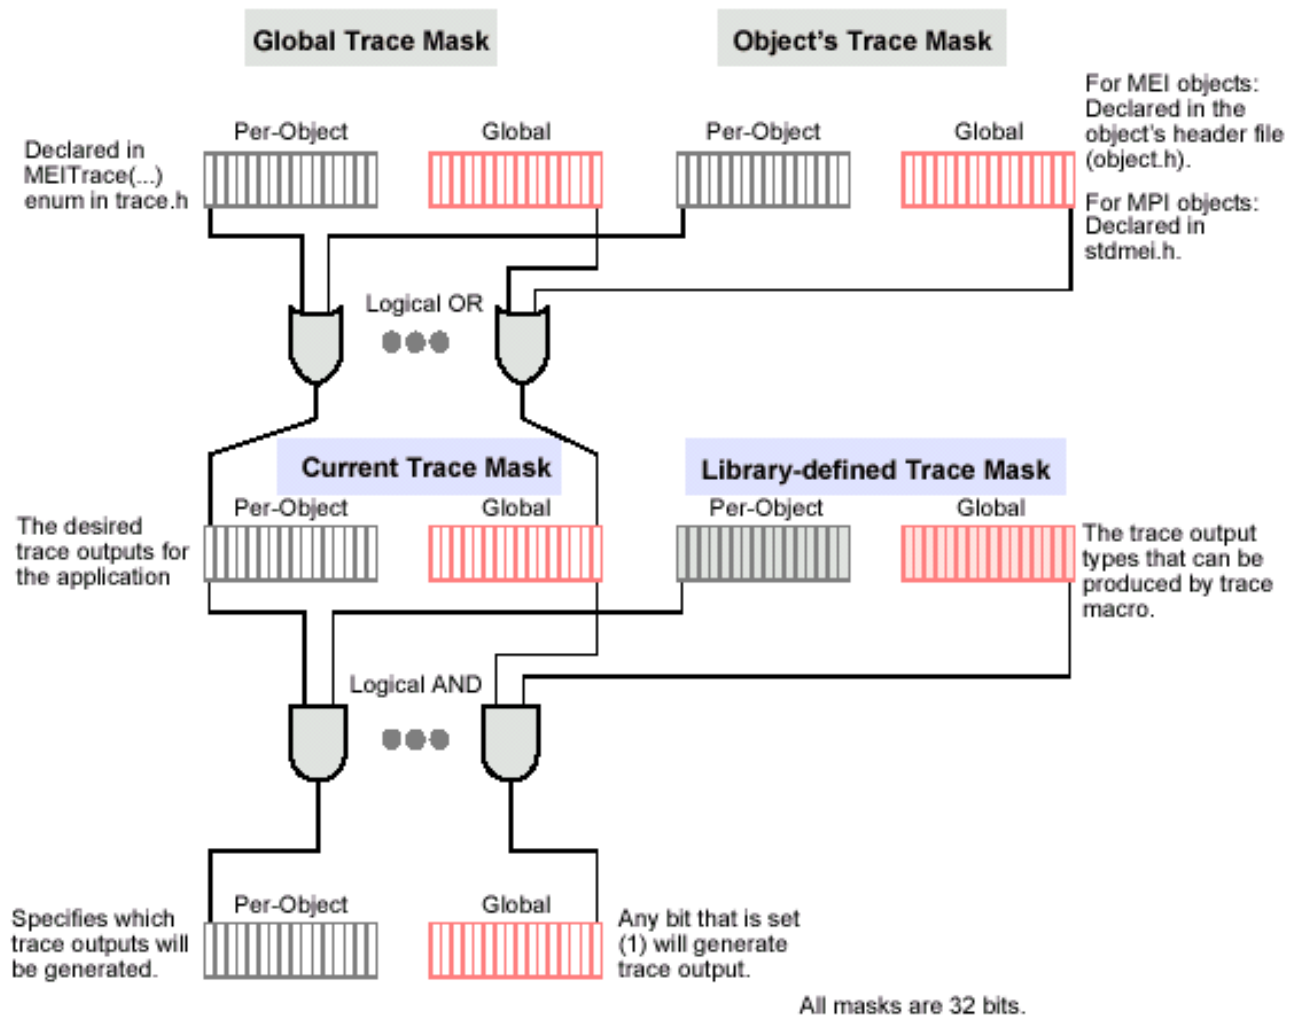 Global Trace Mask
Object's Trace Mask
For MEI objects:
Declared in the
object's header file
(object.h).
For MPI objects:
Declared in
stdmei.h.
Per-Object
Global
Per-Object
Global
Declared in
MEITrace(...)
enum in trace.h
Logical OR
Current Trace Mask
Library-defined Trace Mask
Per-Object
Global
Per-Object
Global
The desired
trace outputs for
the application
The trace output
types that can be
produced by trace
macro.
Logical AND
Per-Object
Global
Specifies which
trace outputs will
be generated.
Any bit that is set
(1) will generate
trace output.
All masks are 32 bits.